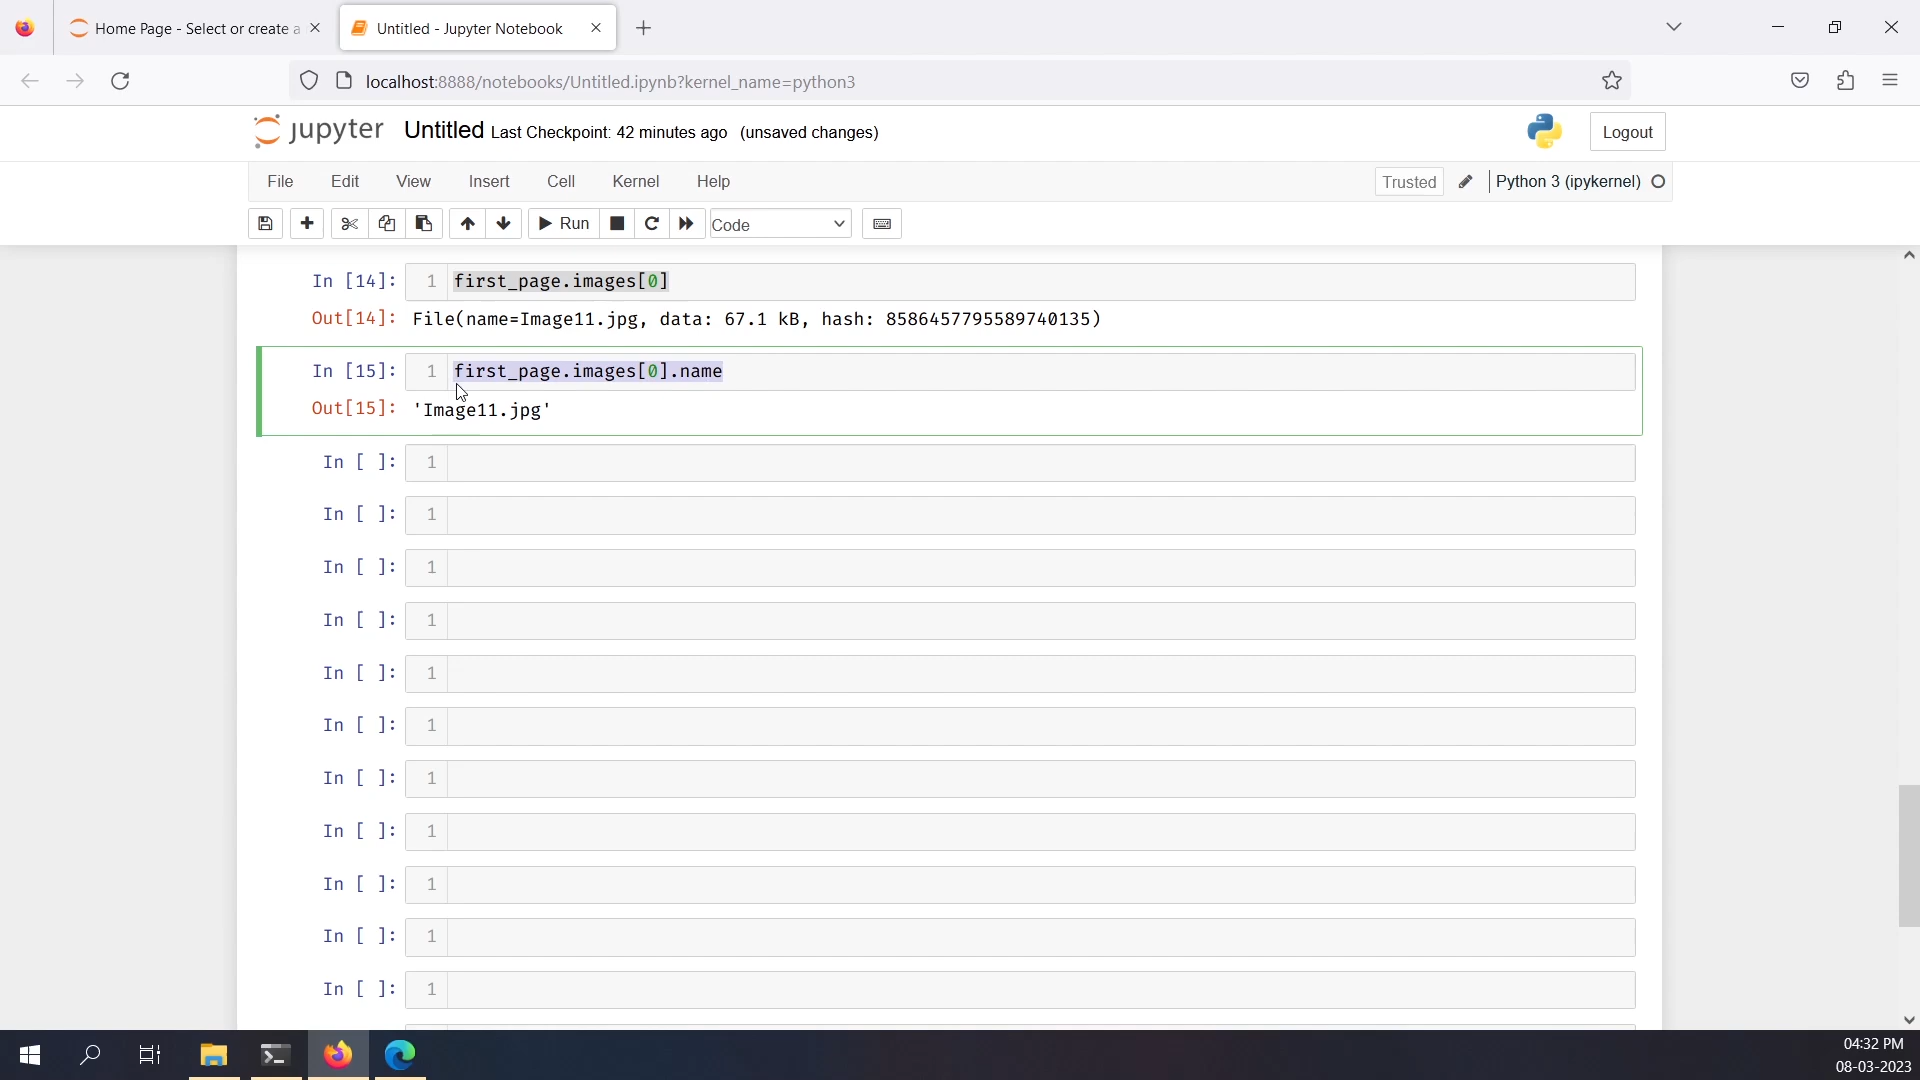 Home Page - Select or create a
Untitled - Jupyter Notebook
localhost:8888/notebooks/Untitled.ipynb?kernel_name=python3
jupyter Untitled Last Checkpoint: 42 minutes ago (unsaved changes)
Logout
File Edit View Insert Cell Kernel Help
Trusted Python 3 (ipykernel)
Run Code
In [14]: 1 first_page.images[0]
Out[14]: File(name=Image11.jpg, data: 67.1 kB, hash: 8586457795589740135)
In [15]: 1 first_page.images[0].name
Out[15]: 'Image11.jpg'
In [ ]: 1
In [ ]: 1
In [ ]: 1
In [ ]: 1
In [ ]: 1
In [ ]: 1
In [ ]: 1
In [ ]: 1
In [ ]: 1
In [ ]: 1
In [ ]: 1
04:32 PM
08-03-2023